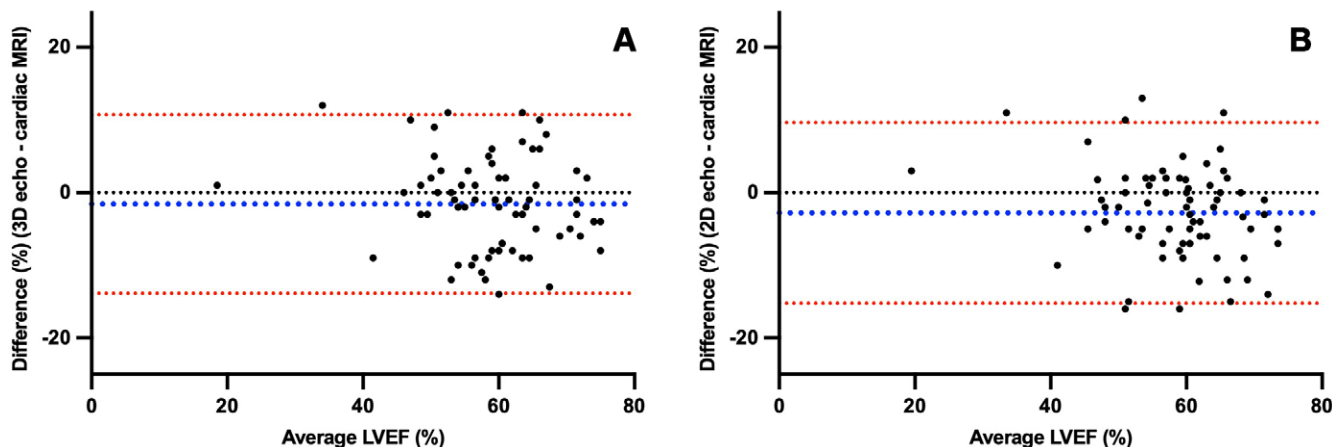 A
Difference (%) (3D echo - cardiac MRI)
20
0
-20
0 20 40 60 80
Average LVEF (%)
B
Difference (%) (2D echo - cardiac MRI)
20
0
-20
0 20 40 60 80
Average LVEF (%)